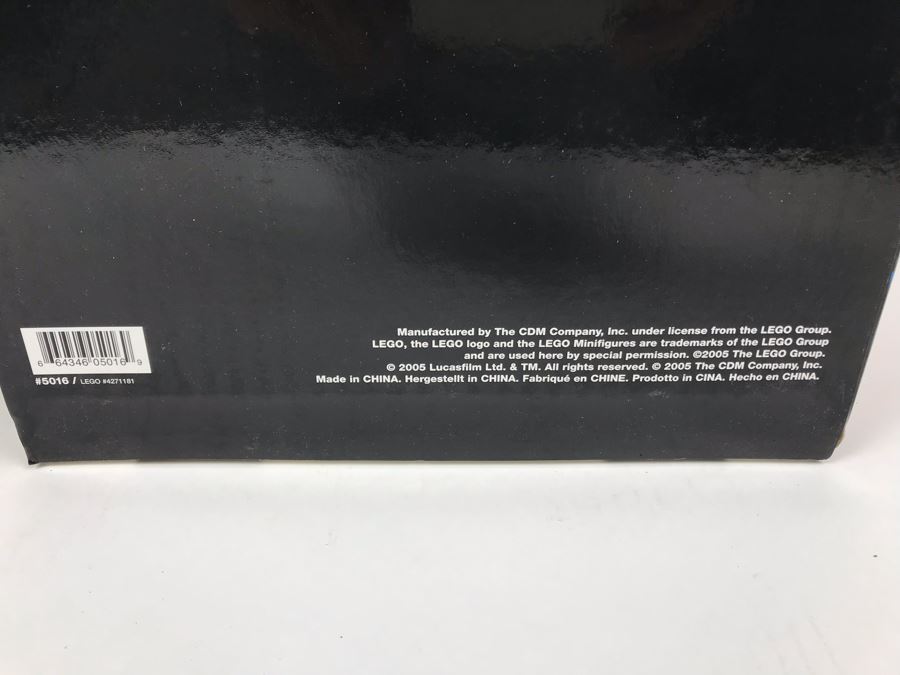 6 64346 05016 9
#5016 / LEGO #4271181
Manufactured by The CDM Company, Inc. under license from the LEGO Group.
LEGO, the LEGO logo and the LEGO Minifigures are trademarks of the LEGO Group
and are used here by special permission. ©2005 The LEGO Group.
© 2005 Lucasfilm Ltd. & TM. All rights reserved. © 2005 The CDM Company, Inc.
Made in CHINA. Hergestellt in CHINA. Fabriqué en CHINE. Prodotto in CINA. Hecho en CHINA.